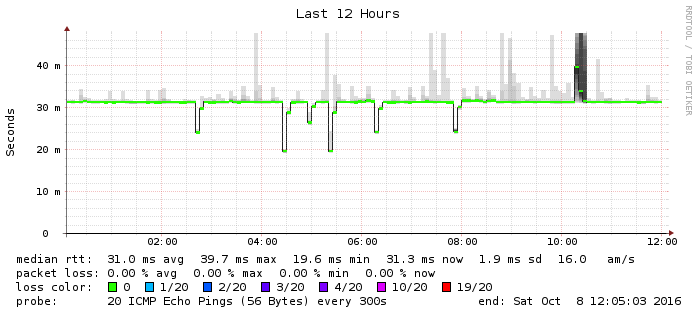 Last 12 Hours
RRDTOOL / TOBI OETIKER
Seconds
40 m
30 m
20 m
10 m
0
02:00 04:00 06:00 08:00 10:00 12:00
median rtt: 31.0 ms avg 39.7 ms max 19.6 ms min 31.3 ms now 1.9 ms sd 16.0 am/s
packet loss: 0.00 % avg 0.00 % max 0.00 % min 0.00 % now
loss color: 0 1/20 2/20 3/20 4/20 10/20 19/20
probe: 20 ICMP Echo Pings (56 Bytes) every 300s end: Sat Oct 8 12:05:03 2016